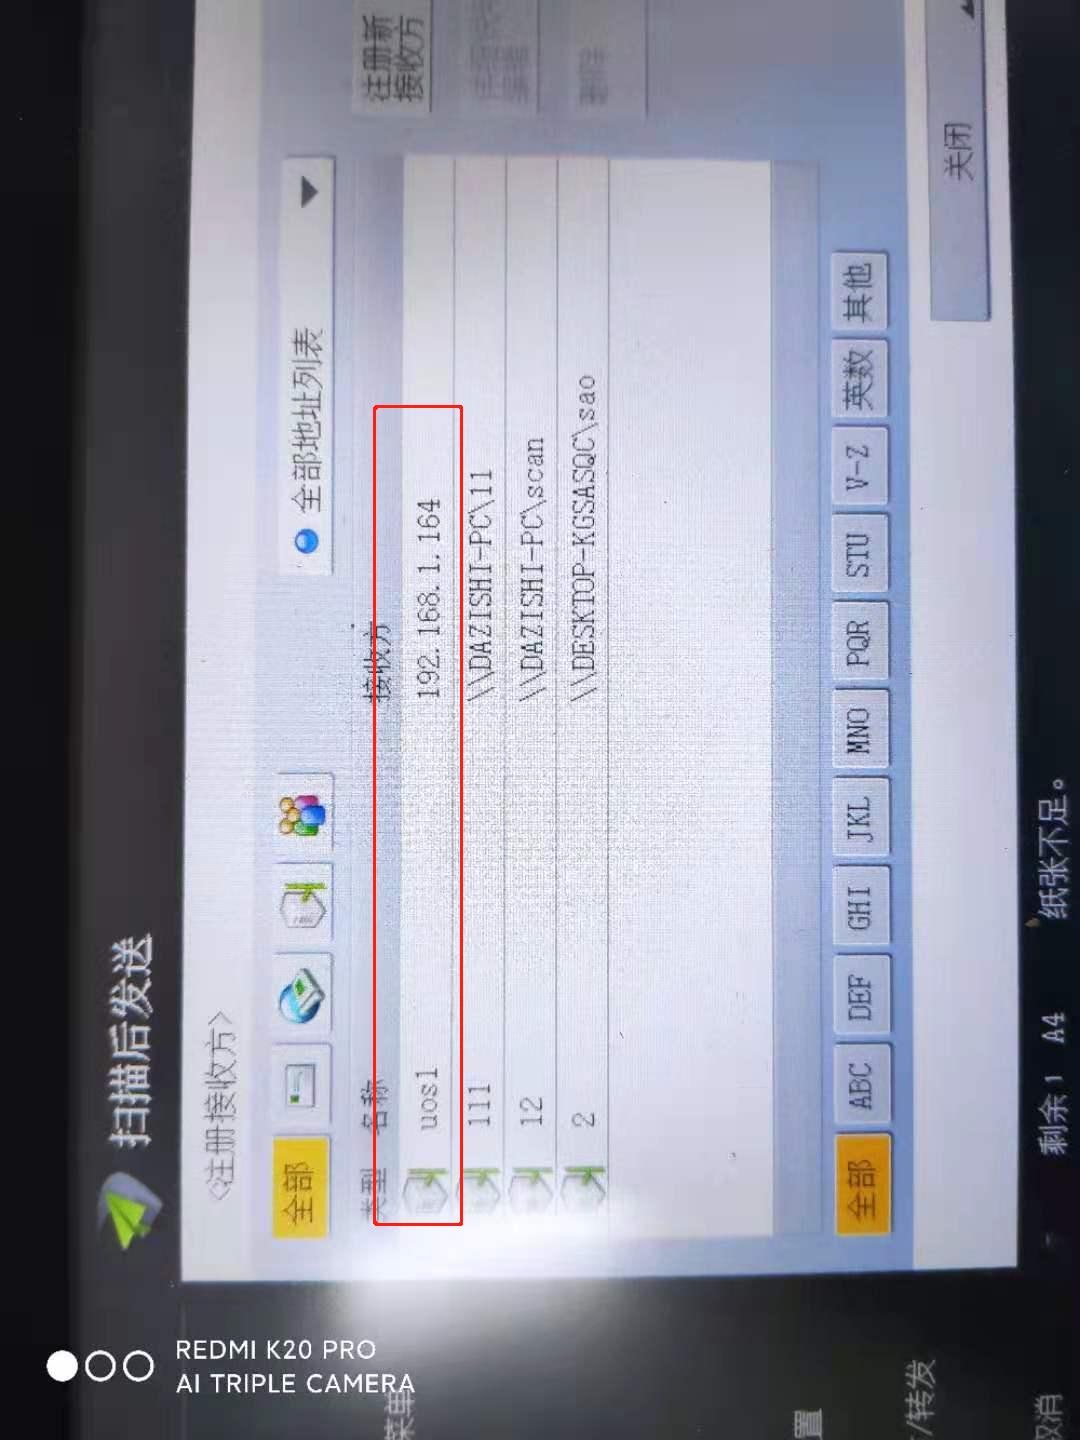 扫描后发送
<注册接收方>
全部
全部地址列表
类型 名称 接收方
注册新接收方
uos1 192.168.1.164
111 \\DAZISHI-PC\11
12 \\DAZISHI-PC\scan
2 \\DESKTOP-KGSASQC\sao
删除
全部 ABC DEF GHI JKL MNO PQR STU V-Z 英数 其他
关闭
剩余 1 A4 纸张不足。
菜单
置
/转发
取消
REDMI K20 PRO
AI TRIPLE CAMERA